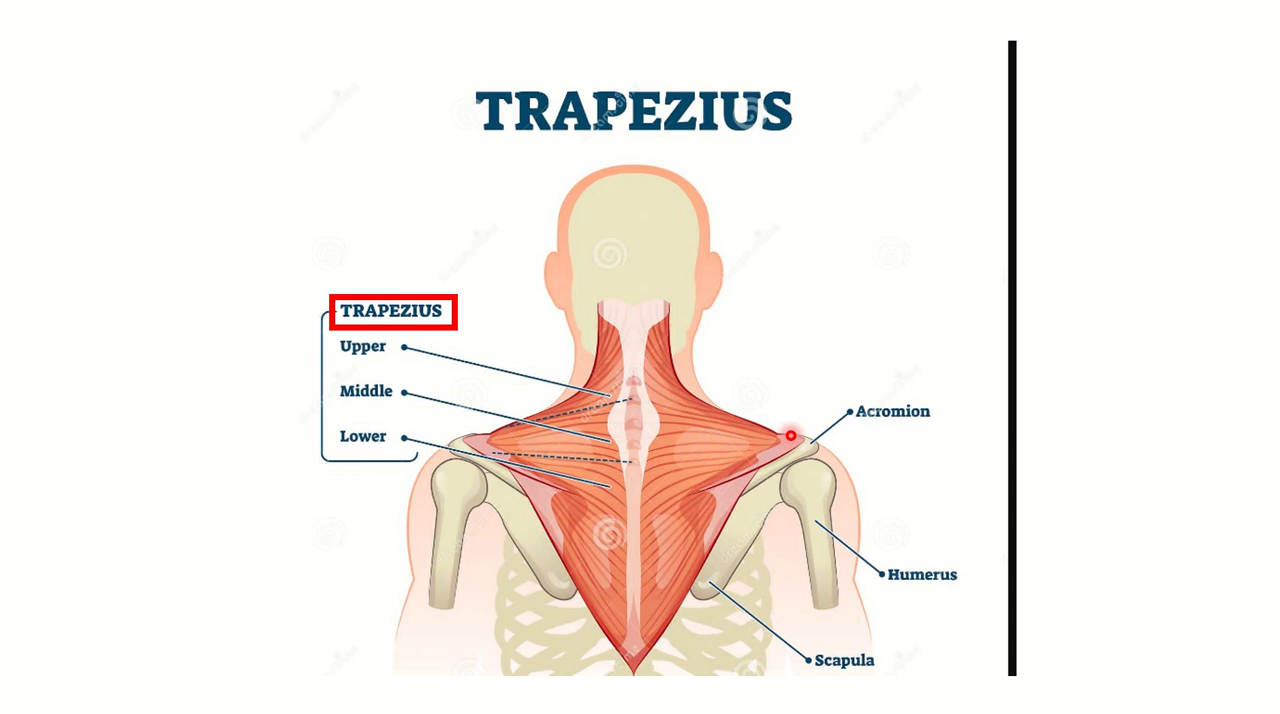 TRAPEZIUS
TRAPEZIUS
Upper
Middle
Lower
Acromion
Humerus
Scapula